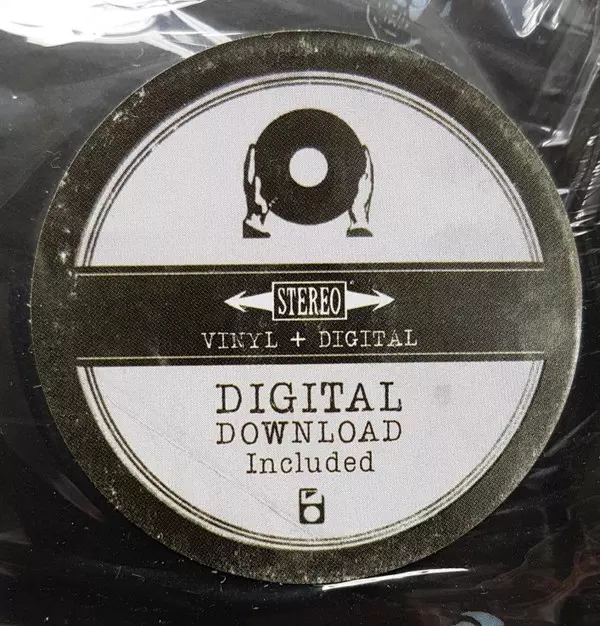 STEREO
VINYL + DIGITAL
DIGITAL
DOWNLOAD
Included